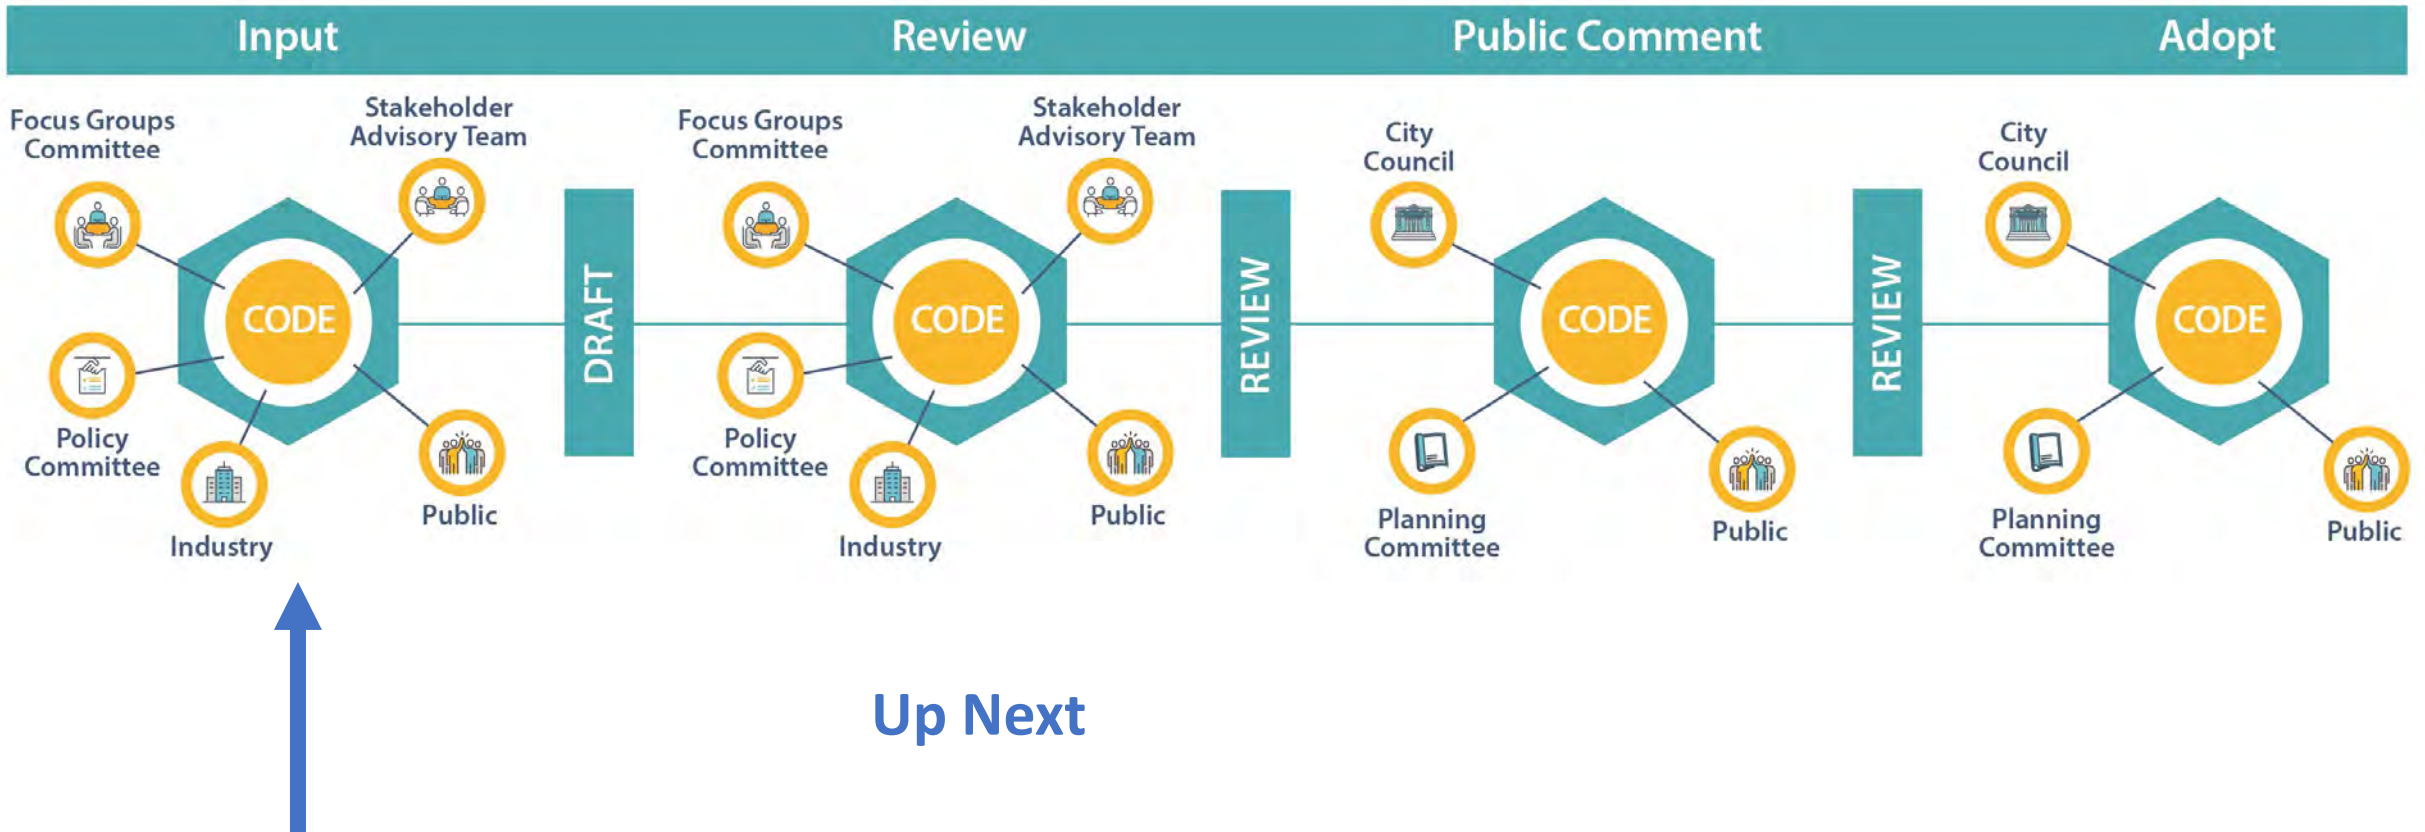 Input
Review
Public Comment
Adopt
Focus Groups
Committee
Stakeholder
Advisory Team
CODE
Policy
Committee
Industry
Public
DRAFT
Focus Groups
Committee
Stakeholder
Advisory Team
CODE
Policy
Committee
Industry
Public
REVIEW
City
Council
CODE
Planning
Committee
Public
REVIEW
City
Council
CODE
Planning
Committee
Public
Up Next